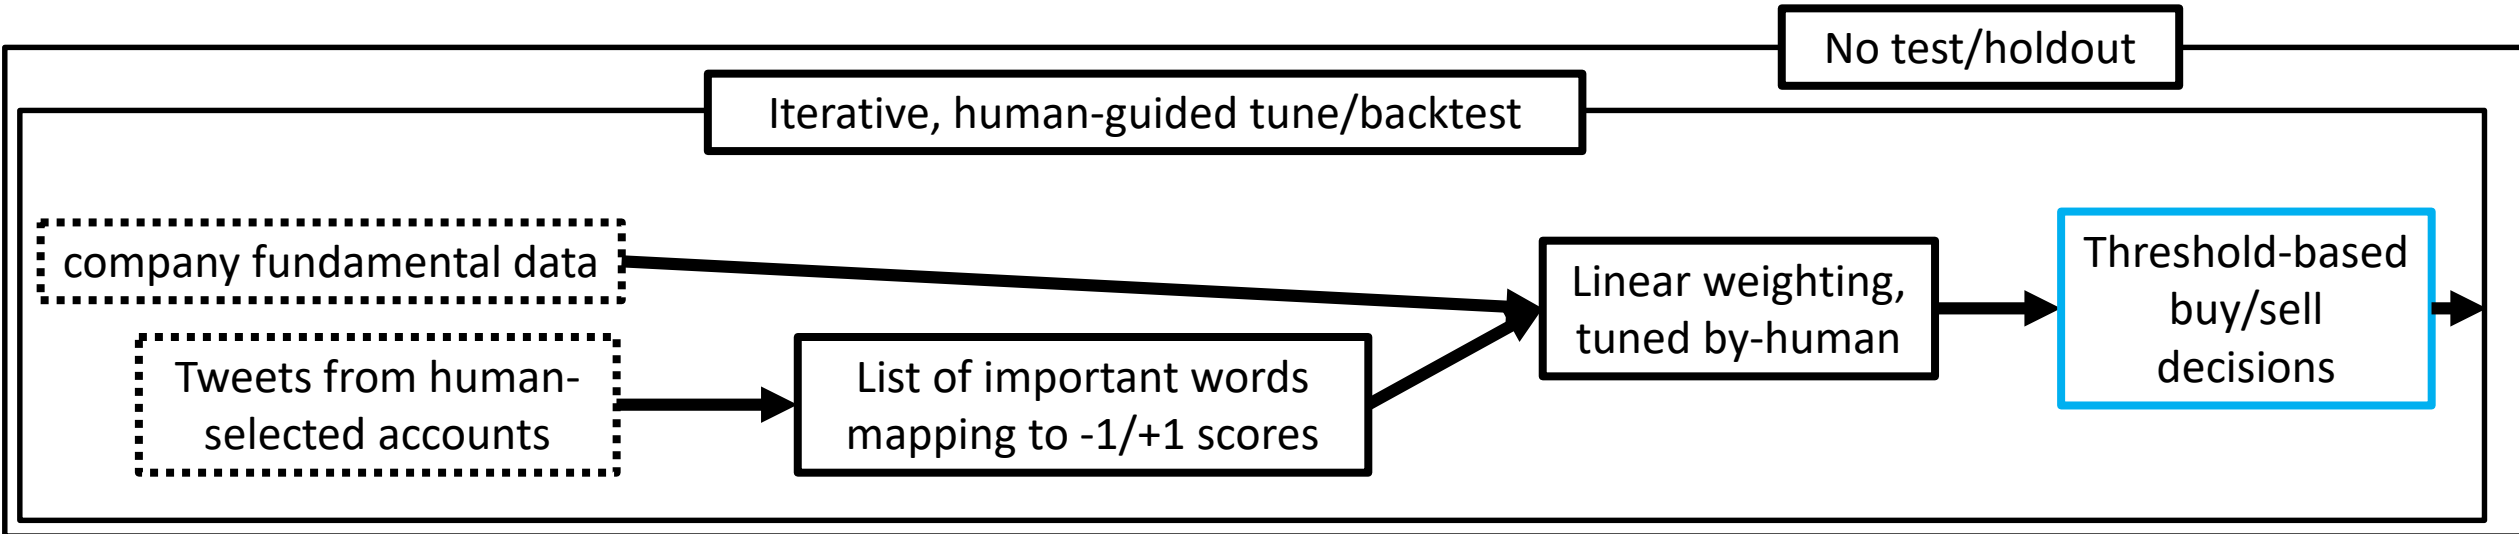 No test/holdout
Iterative, human-guided tune/backtest
company fundamental data
Tweets from human-
selected accounts
List of important words
mapping to -1/+1 scores
Linear weighting,
tuned by-human
Threshold-based
buy/sell
decisions